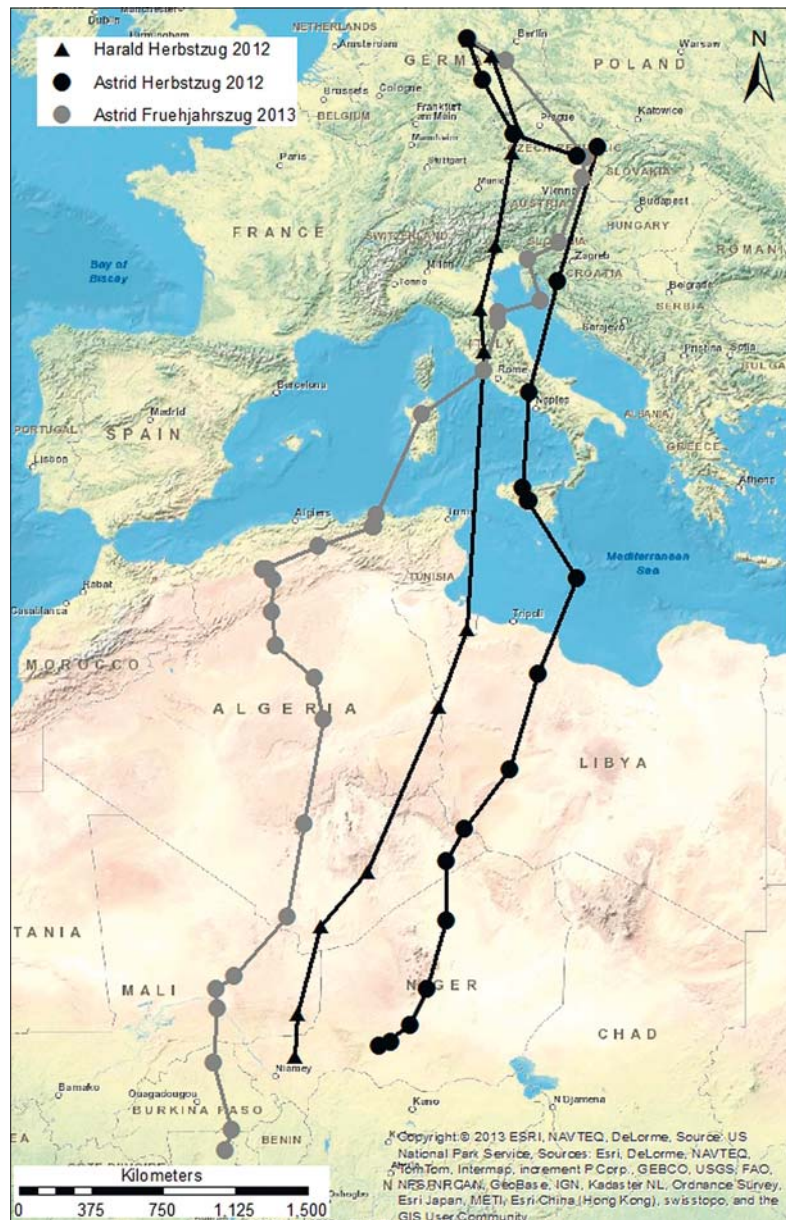 NETHERLANDS
Berlin
Harald Herbstzug 2012
Amsterdam
GERMA
Warsaw
POLAND
N
Astrid Herbstzug 2012
Brussels
Cologne
Astrid Fruehjahrszug 2013
BELGIUM
Frankfurt
am Main
Prague
Katowice
Mannheim
Paris
Stuttgart
SLOVAKIA
Vienna
Budapest
AUSTRIA
FRANCE
SWITZERLAND
HUNGARY
Bay of
Biscay
Milan
Zagreb
ROMANI
CROATIA
Belgrade
SERBIA
Sarajevo
ITALY
Pristina
Sofia
BULGA
Rome
Barcelona
Naples
Madrid
ALBANIA
PORTUGAL
SPAIN
GREECE
Lisbon
Athens
Algiers
Mediterranean
Sea
Rabat
TUNISIA
Casablanca
Tripoli
MOROCCO
ALGERIA
LIBYA
TANIA
MALI
NIGER
CHAD
Niamey
Bamako
Ouagadougou
Kano
N Djamena
BURKINA FASO
BENIN
Kilometers
0 375 750 1,125 1,500
Copyright:© 2013 ESRI, NAVTEQ, DeLorme, Source: US
National Park Service, Sources: Esri, DeLorme, NAVTEQ,
TomTom, Intermap, increment P Corp., GEBCO, USGS, FAO,
NPS, NRCAN, GeoBase, IGN, Kadaster NL, Ordnance Survey,
Esri Japan, METI, Esri China (Hong Kong), swisstopo, and the
GIS User Community